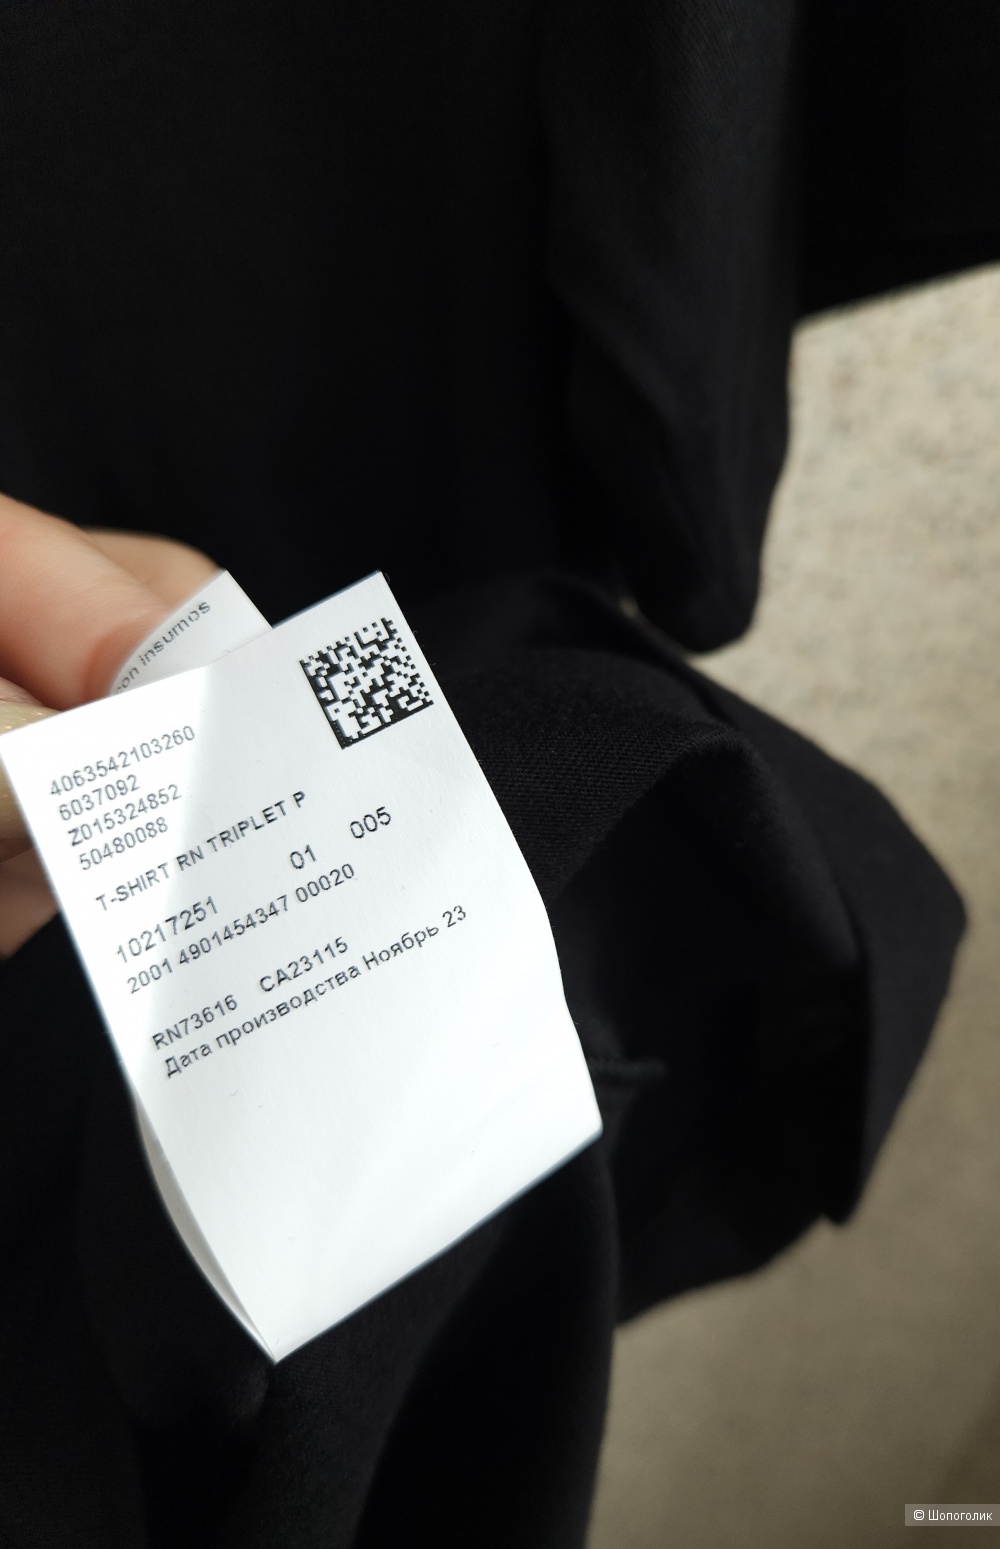 con insumos
4063542103260
6037092
Z015324852
50480088
T-SHIRT RN TRIPLET P
10217251 01 005
2001 4901454347 00020
RN73616 CA23115
Дата производства Ноябрь 23
© Шопоголик